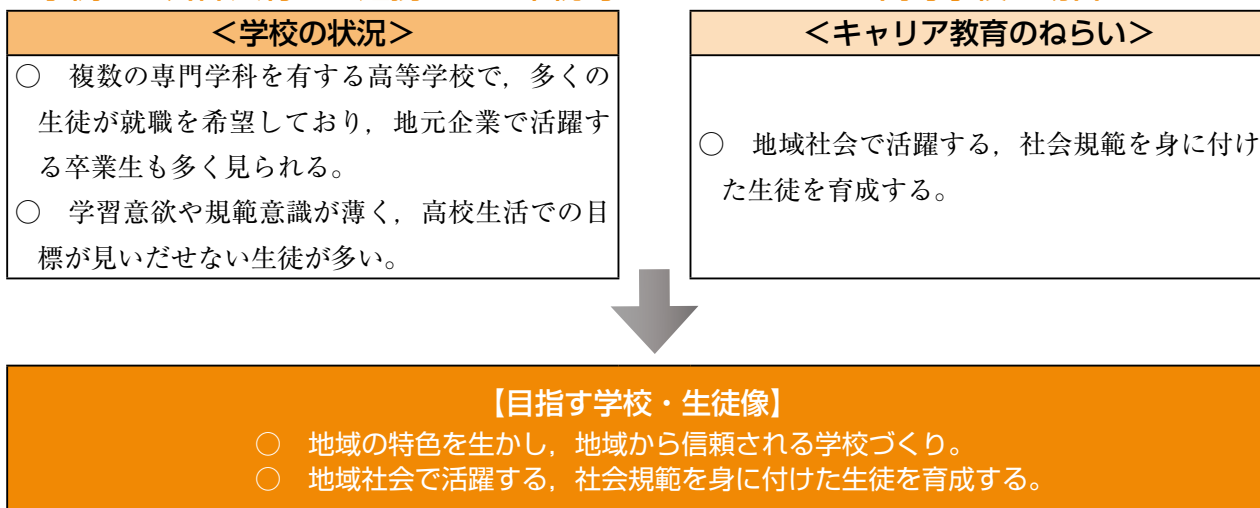 ＜学校の状況＞
○　複数の専門学科を有する高等学校で，多くの
生徒が就職を希望しており，地元企業で活躍す
る卒業生も多く見られる。
○　学習意欲や規範意識が薄く，高校生活での目
標が見いだせない生徒が多い。
＜キャリア教育のねらい＞
○　地域社会で活躍する，社会規範を身に付け
た生徒を育成する。
【目指す学校・生徒像】
○　地域の特色を生かし，地域から信頼される学校づくり。
○　地域社会で活躍する，社会規範を身に付けた生徒を育成する。